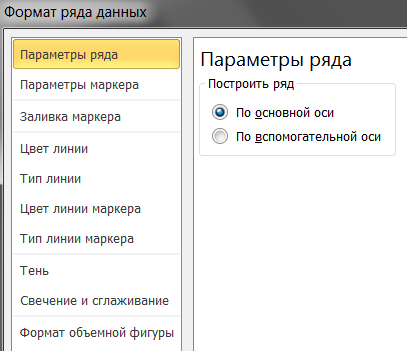 Формат ряда данных
Параметры ряда
Параметры маркера
Заливка маркера
Цвет линии
Тип линии
Цвет линии маркера
Тип линии маркера
Тень
Свечение и сглаживание
Формат объемной фигуры
Параметры ряда
Построить ряд
По основной оси
По вспомогательной оси